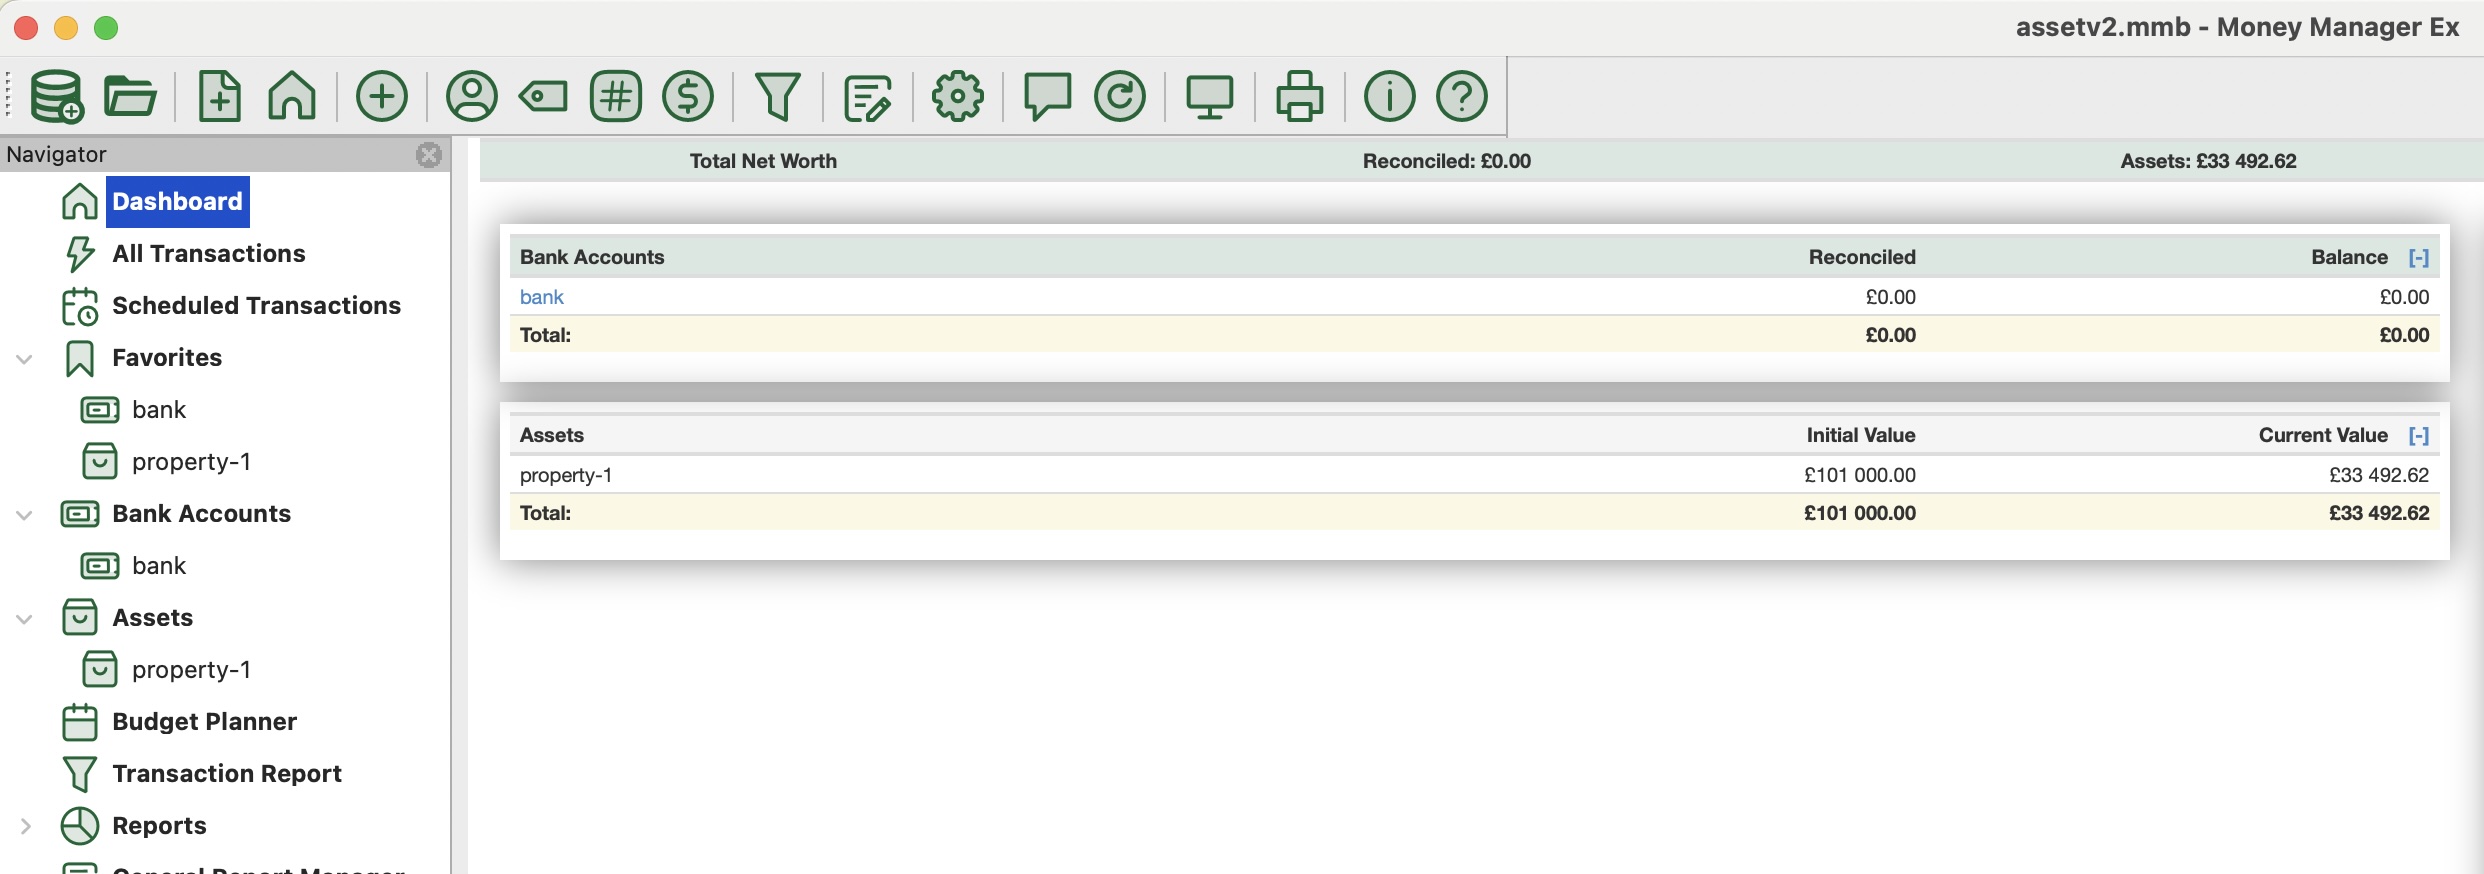 assetv2.mmb - Money Manager Ex
Navigator
Dashboard
All Transactions
Scheduled Transactions
Favorites
bank
property-1
Bank Accounts
bank
Assets
property-1
Budget Planner
Transaction Report
Reports
General Report Manager
Total Net Worth Reconciled: £0.00 Assets: £33 492.62
Bank Accounts Reconciled Balance [-]
bank £0.00 £0.00
Total: £0.00 £0.00
Assets Initial Value Current Value [-]
property-1 £101 000.00 £33 492.62
Total: £101 000.00 £33 492.62